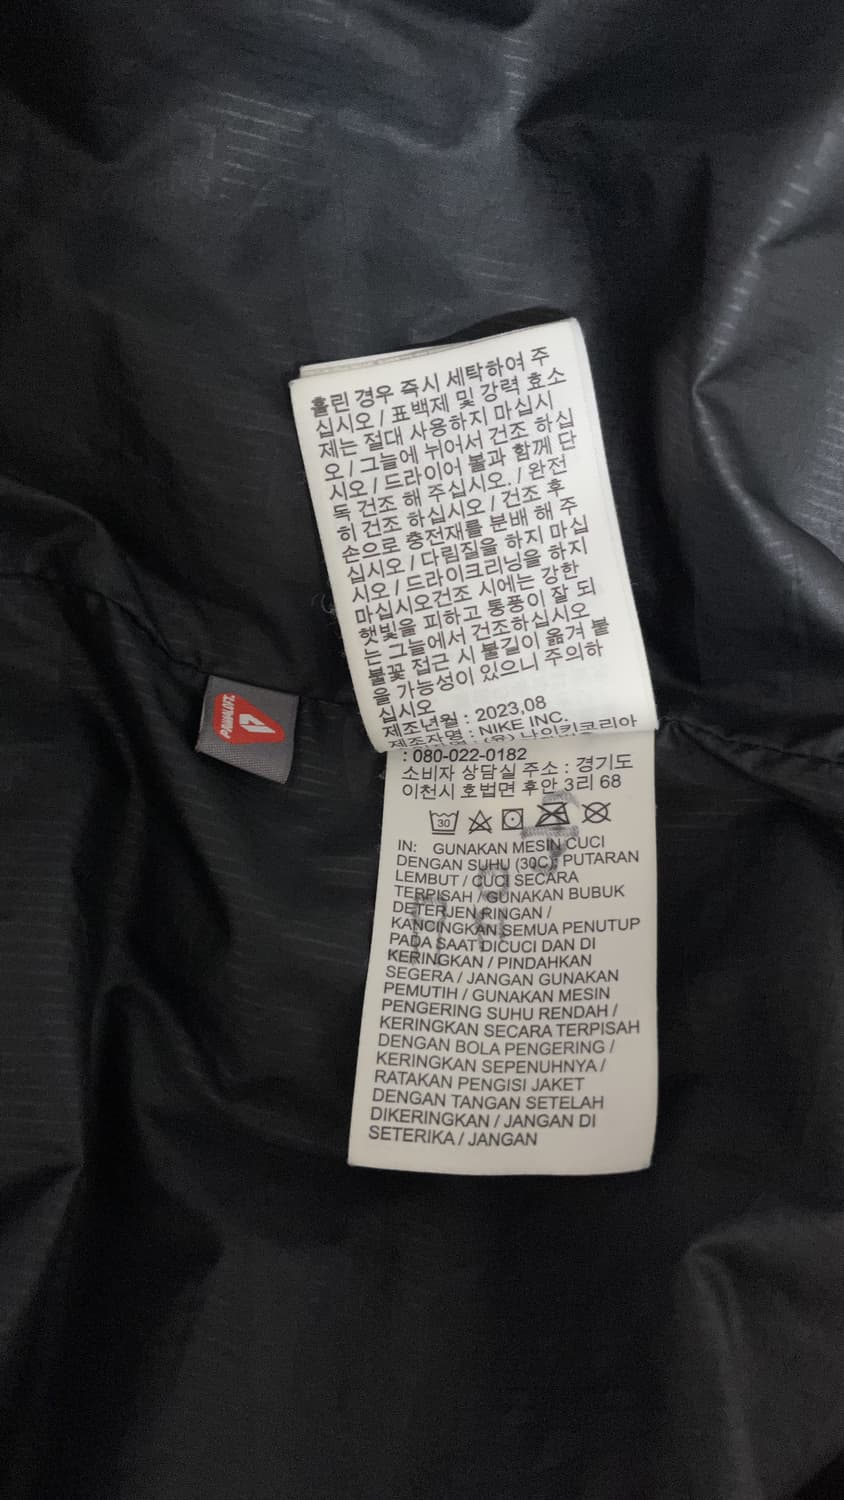 흘린 경우 즉시 세탁하여 주
십시오 / 표백제 및 강력 효소
제는 절대 사용하지 마십시
오 / 그늘에 뉘어서 건조 하십
시오 / 드라이어 볼과 함께 단
독 건조 해 주십시오. / 완전
히 건조 하십시오 / 건조 후
손으로 충전재를 분배 해 주
십시오 / 다림질을 하지 마십
시오 / 드라이크리닝을 하지
마십시오건조 시에는 강한
햇빛을 피하고 통풍이 잘 되
는 그늘에서 건조하십시오
불꽃 접근 시 불길이 옮겨 붙
을 가능성이 있으니 주의하
십시오
제조년월 : 2023,08
제조자명 : NIKE INC.
(유) 나이키코리아
: 080-022-0182
소비자 상담실 주소 : 경기도
이천시 호법면 후안 3리 68
30
IN: GUNAKAN MESIN CUCI
DENGAN SUHU (30C) PUTARAN
LEMBUT / CUCI SECARA
TERPISAH / GUNAKAN BUBUK
DETERJEN RINGAN /
KANCINGKAN SEMUA PENUTUP
PADA SAAT DICUCI DAN DI
KERINGKAN / PINDAHKAN
SEGERA / JANGAN GUNAKAN
PEMUTIH / GUNAKAN MESIN
PENGERING SUHU RENDAH /
KERINGKAN SECARA TERPISAH
DENGAN BOLA PENGERING /
KERINGKAN SEPENUHNYA /
RATAKAN PENGISI JAKET
DENGAN TANGAN SETELAH
DIKERINGKAN / JANGAN DI
SETERIKA / JANGAN
PRIMALOFT